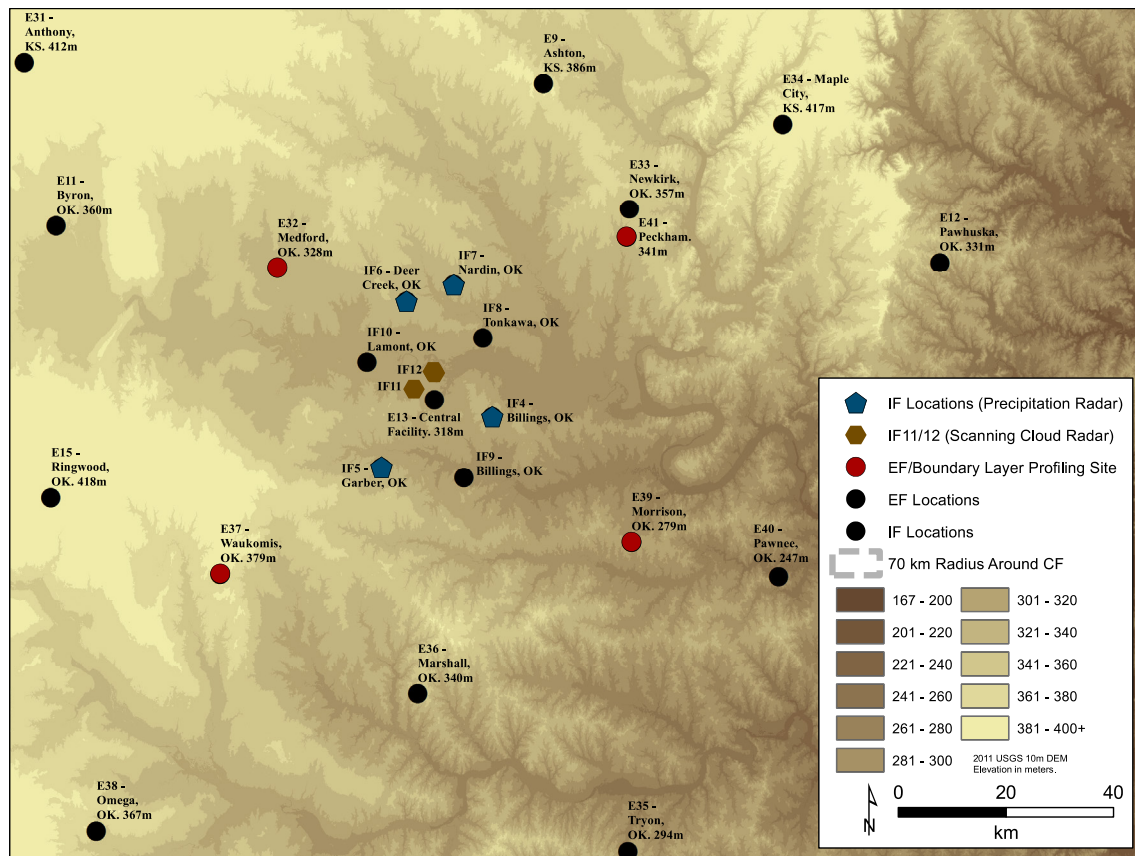 E31 -
Anthony,
KS. 412m
E9 -
Ashton,
KS. 386m
E34 - Maple
City,
KS. 417m
E11 -
Byron,
OK. 360m
E32 -
Medford,
OK. 328m
E33 -
Newkirk,
OK. 357m
E41 -
Peckham.
341m
E12 -
Pawhuska,
OK. 331m
IF6 - Deer
Creek, OK
IF7 -
Nardin, OK
IF8 -
Tonkawa, OK
IF10 -
Lamont, OK
IF12
IF11
E13 - Central
Facility. 318m
IF4 -
Billings, OK
IF5 -
Garber, OK
IF9 -
Billings, OK
E15 -
Ringwood,
OK. 418m
E37 -
Waukomis,
OK. 379m
E39 -
Morrison,
OK. 279m
E40 -
Pawnee,
OK. 247m
E36 -
Marshall,
OK. 340m
E38 -
Omega,
OK. 367m
E35 -
Tryon,
OK. 294m
IF Locations (Precipitation Radar)
IF11/12 (Scanning Cloud Radar)
EF/Boundary Layer Profiling Site
EF Locations
IF Locations
70 km Radius Around CF
167 - 200
201 - 220
221 - 240
241 - 260
261 - 280
281 - 300
301 - 320
321 - 340
341 - 360
361 - 380
381 - 400+
2011 USGS 10m DEM
Elevation in meters.
N
0 20 40
km